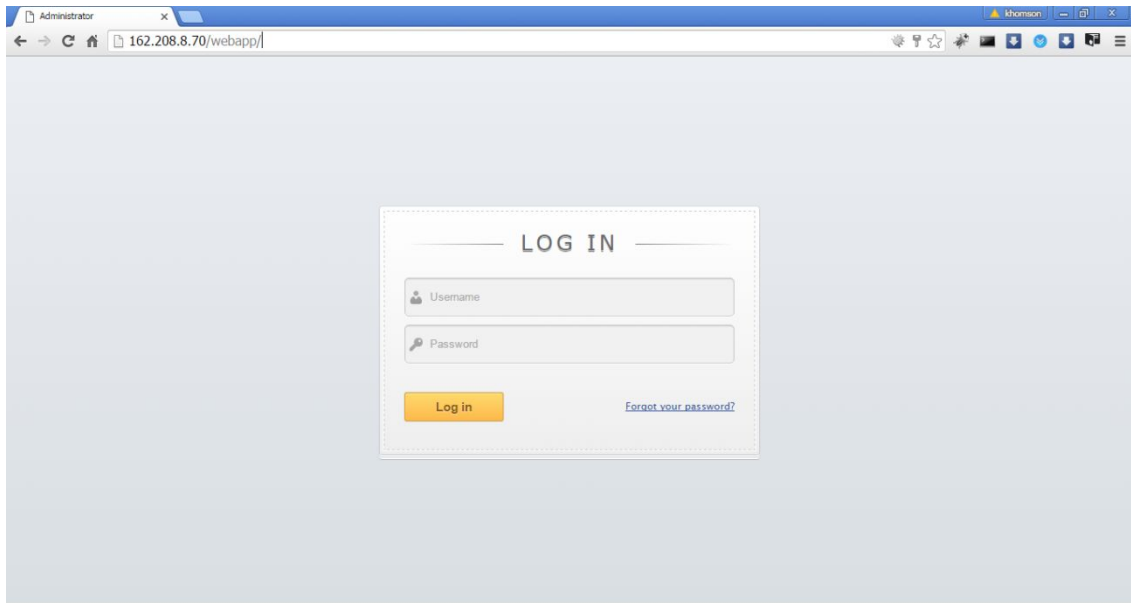 Administrator
khomson
162.208.8.70/webapp/
LOG IN
Username
Password
Log in
Forgot your password?